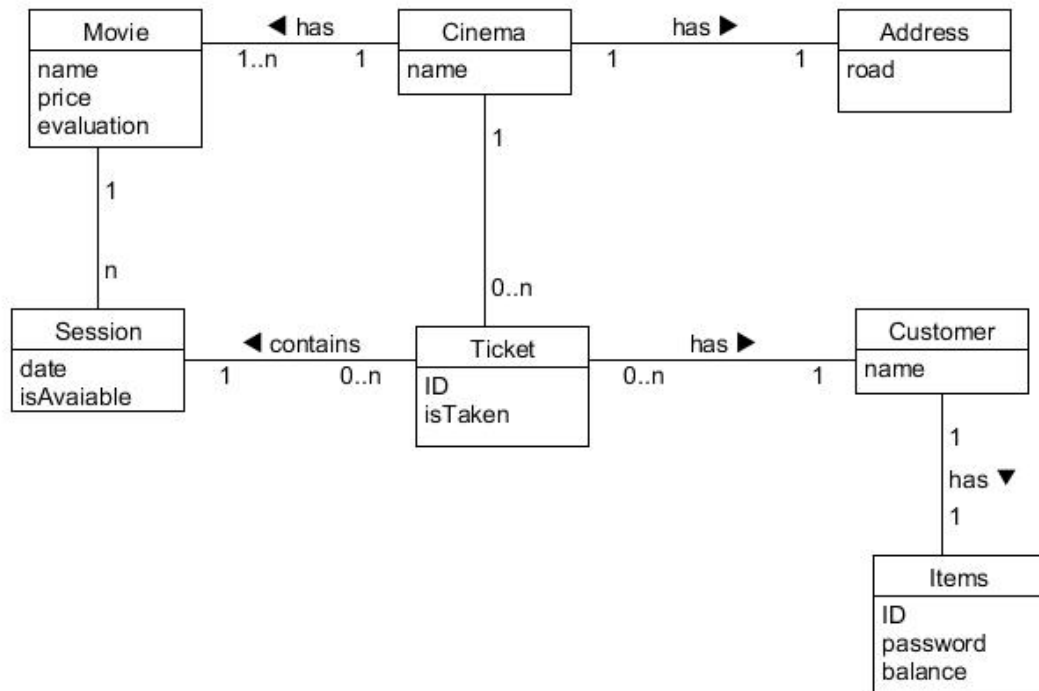 Movie
name
price
evaluation
◄ has
1..n 1
Cinema
name
has ►
1 1
Address
road
1
n
1
0..n
Session
date
isAvaiable
◄ contains
1 0..n
Ticket
ID
isTaken
has ►
0..n 1
Customer
name
1
has ▼
1
Items
ID
password
balance